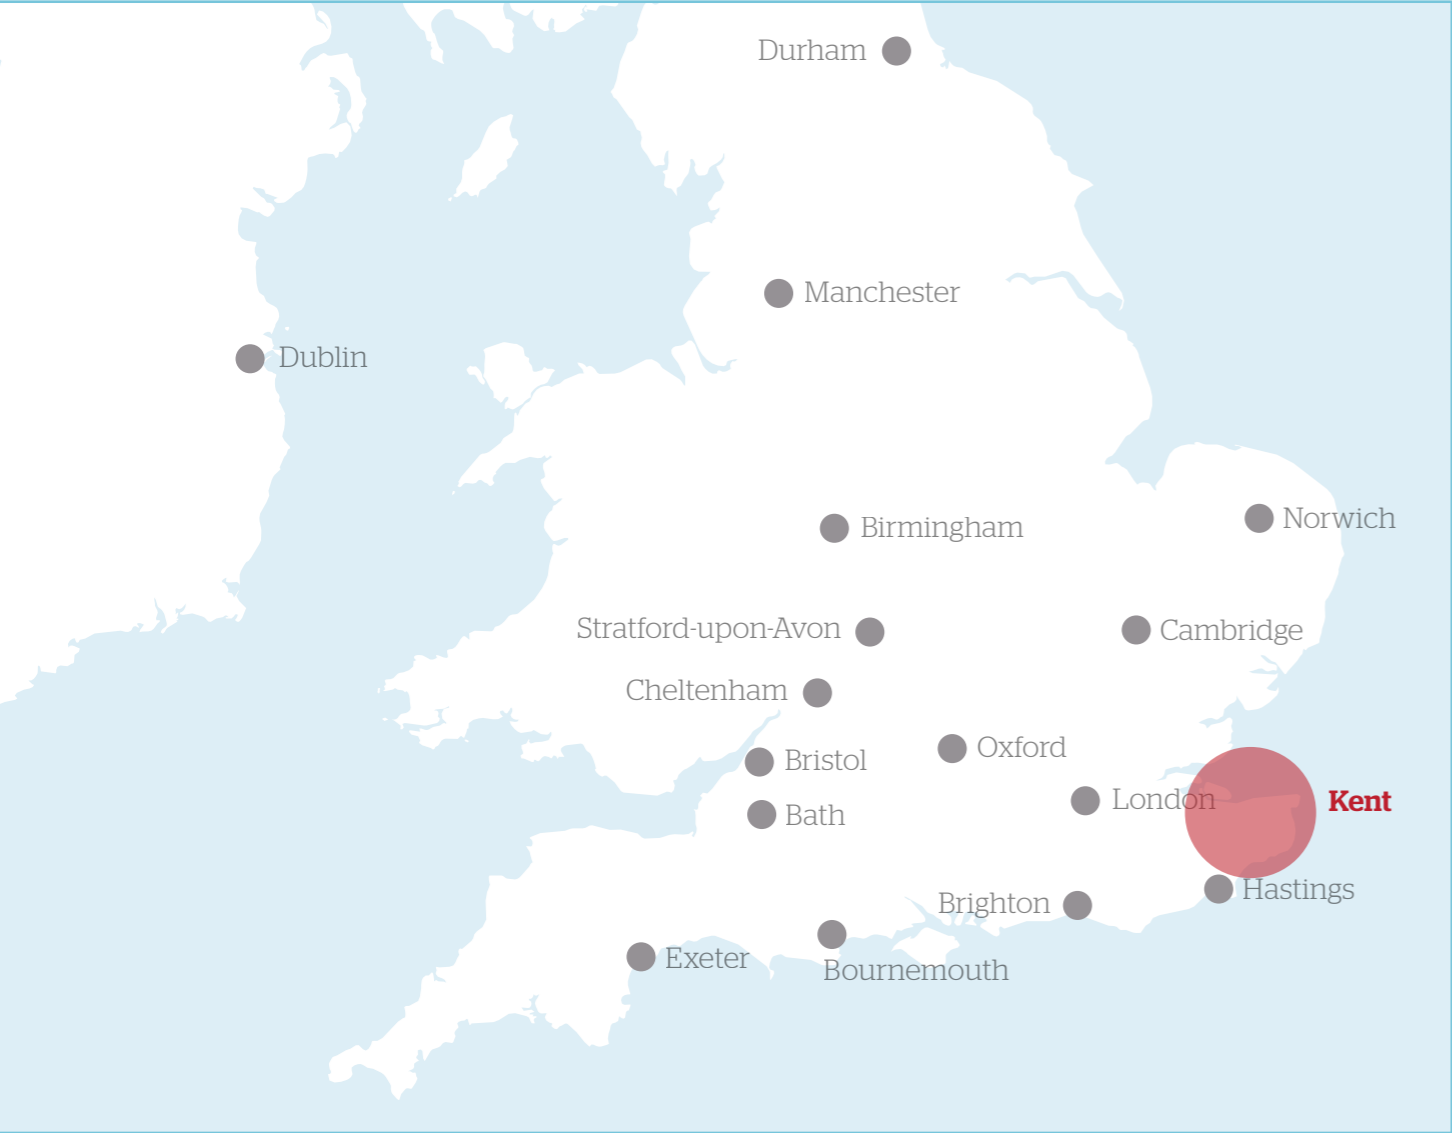 Durham
Manchester
Dublin
Norwich
Birmingham
Stratford-upon-Avon
Cambridge
Cheltenham
Oxford
Bristol
London
Kent
Bath
Hastings
Brighton
Exeter
Bournemouth